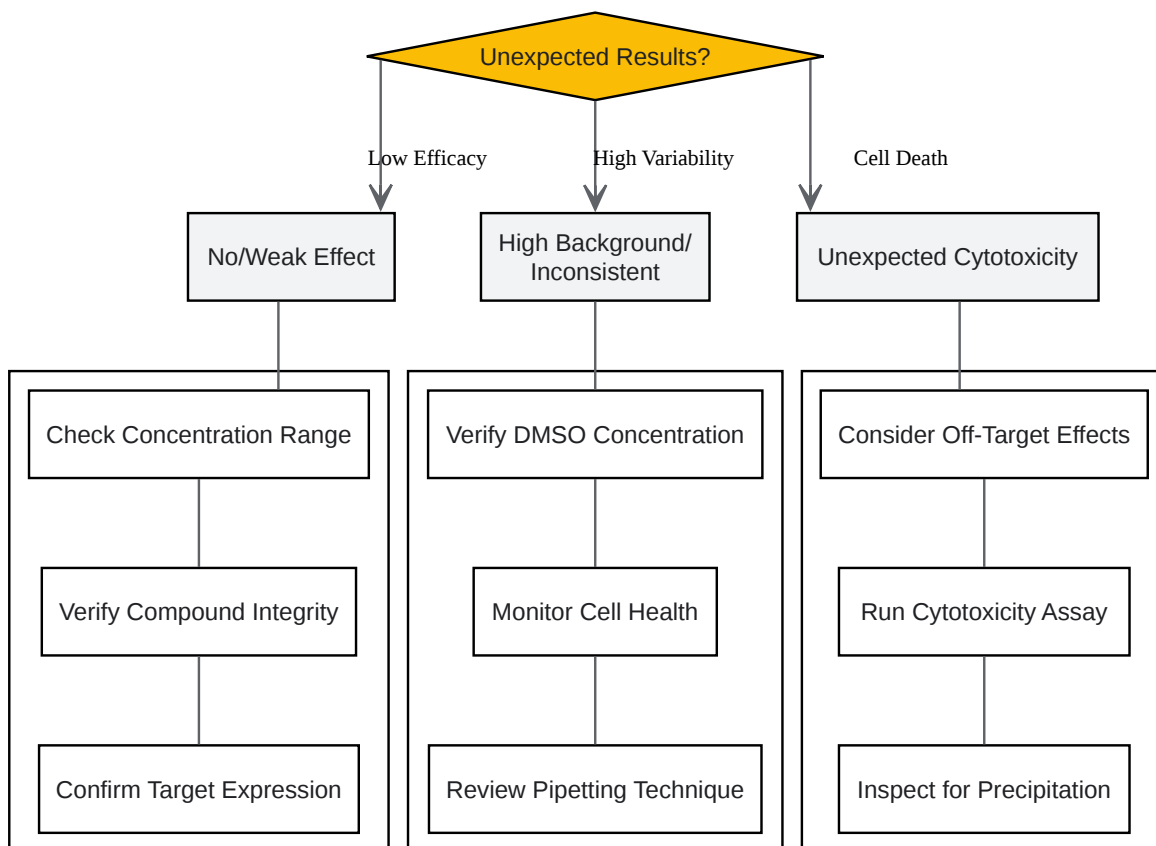 Unexpected Results?
Low Efficacy
High Variability
Cell Death
No/Weak Effect
High Background/
Inconsistent
Unexpected Cytotoxicity
Check Concentration Range
Verify DMSO Concentration
Consider Off-Target Effects
Verify Compound Integrity
Monitor Cell Health
Run Cytotoxicity Assay
Confirm Target Expression
Review Pipetting Technique
Inspect for Precipitation